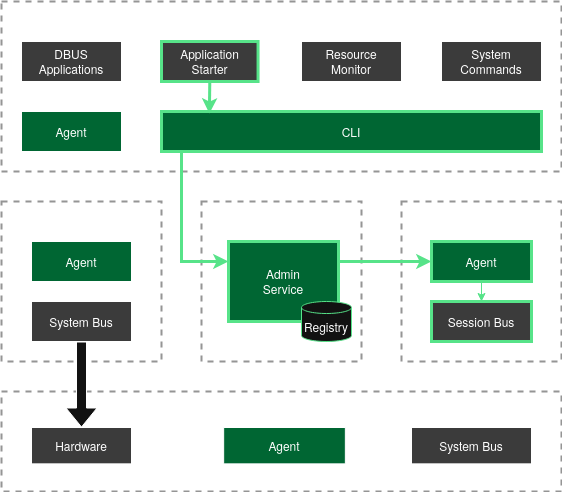 DBUS
Applications
Application
Starter
Resource
Monitor
System
Commands
Agent
CLI
Agent
System Bus
Admin
Service
Registry
Agent
Session Bus
Hardware
Agent
System Bus